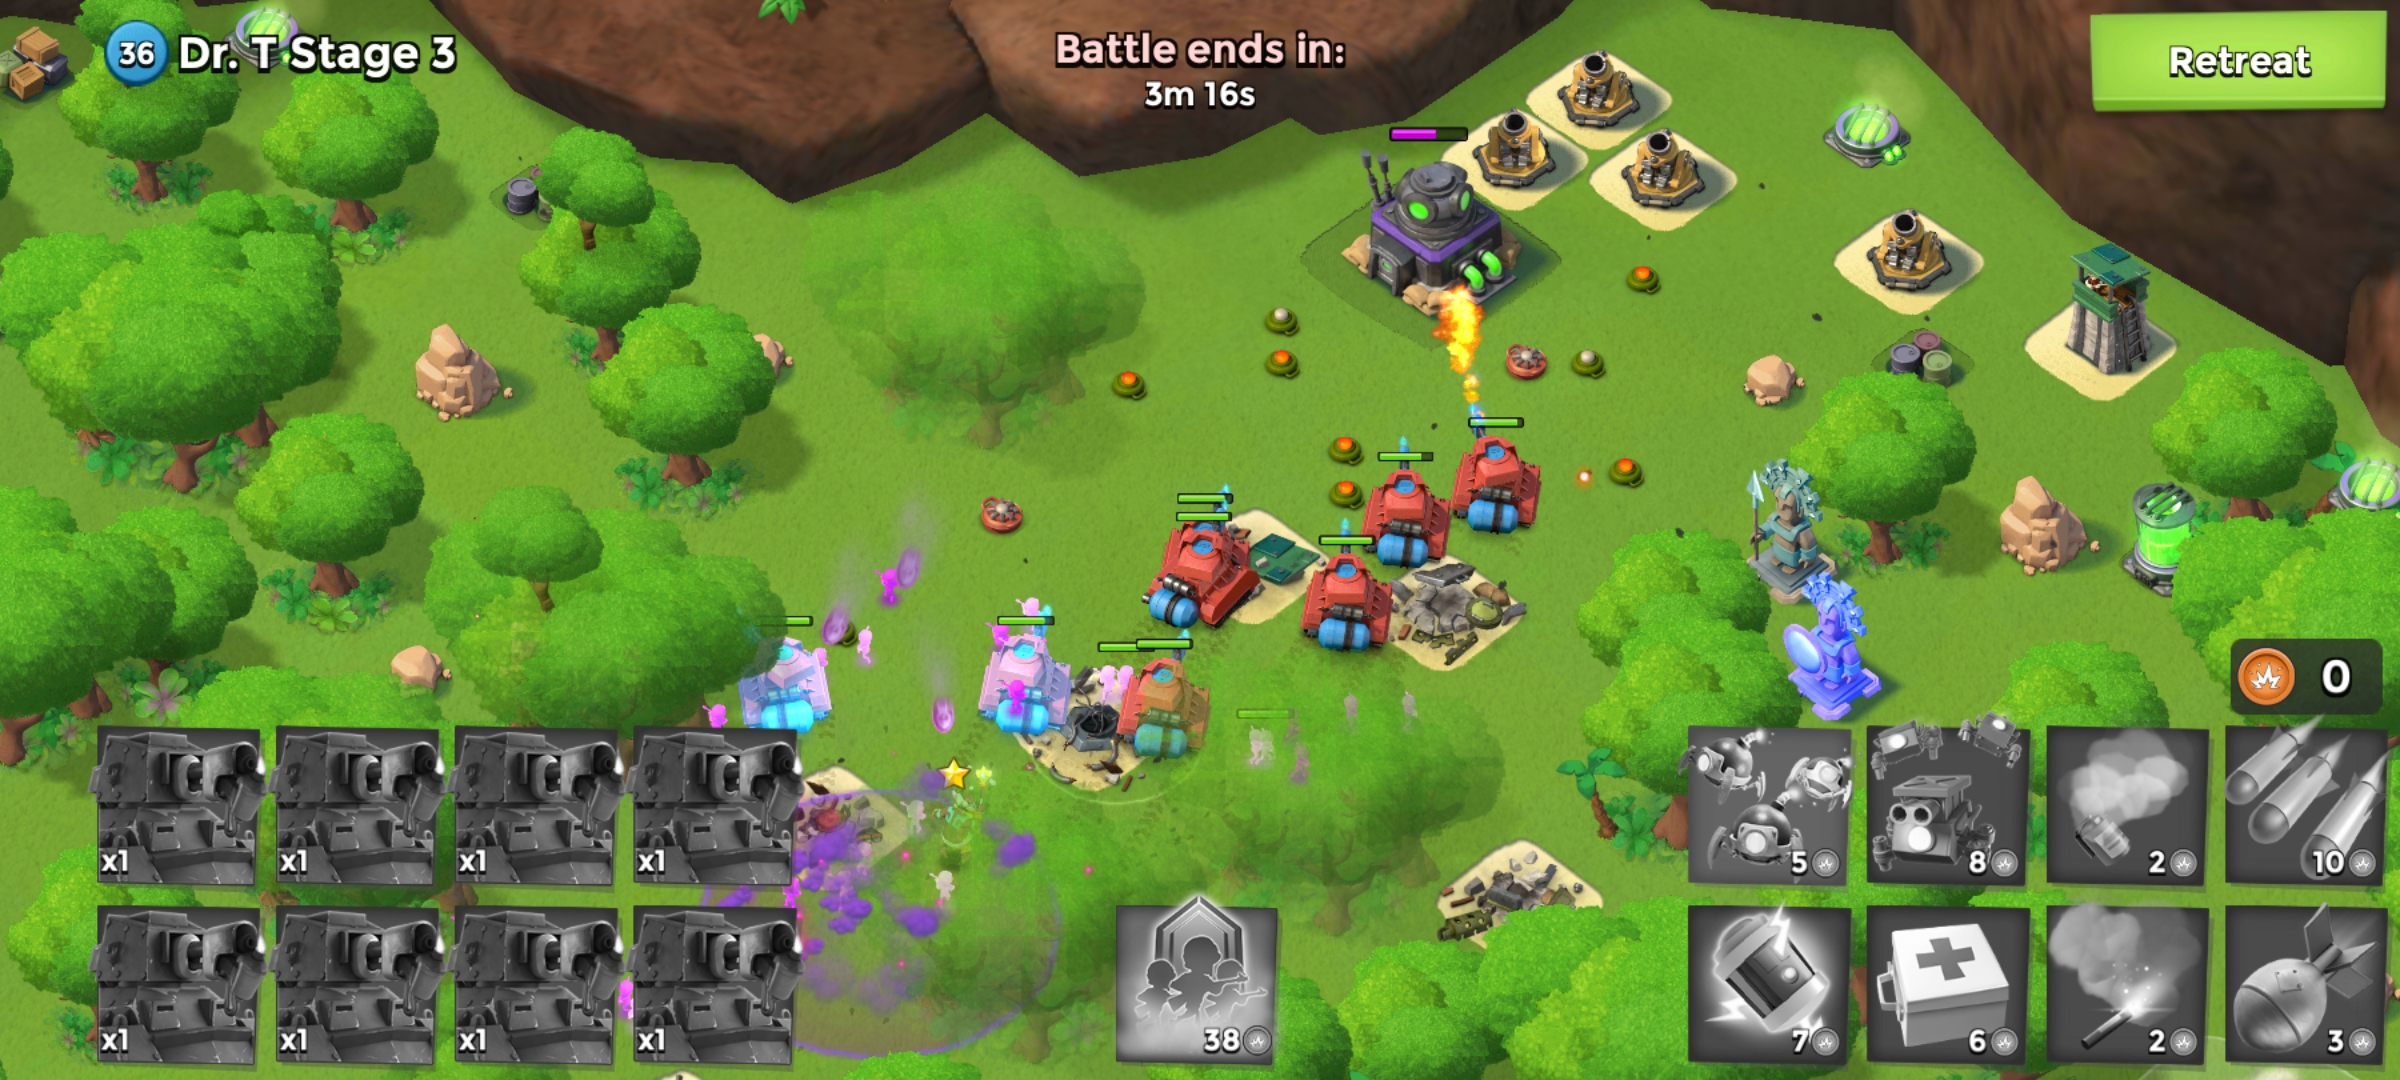 36 Dr. T Stage 3
Battle ends in:
3m 16s
Retreat
0
x1 x1 x1 x1
5 8 2 10
x1 x1 x1 x1
38
7 6 2 3